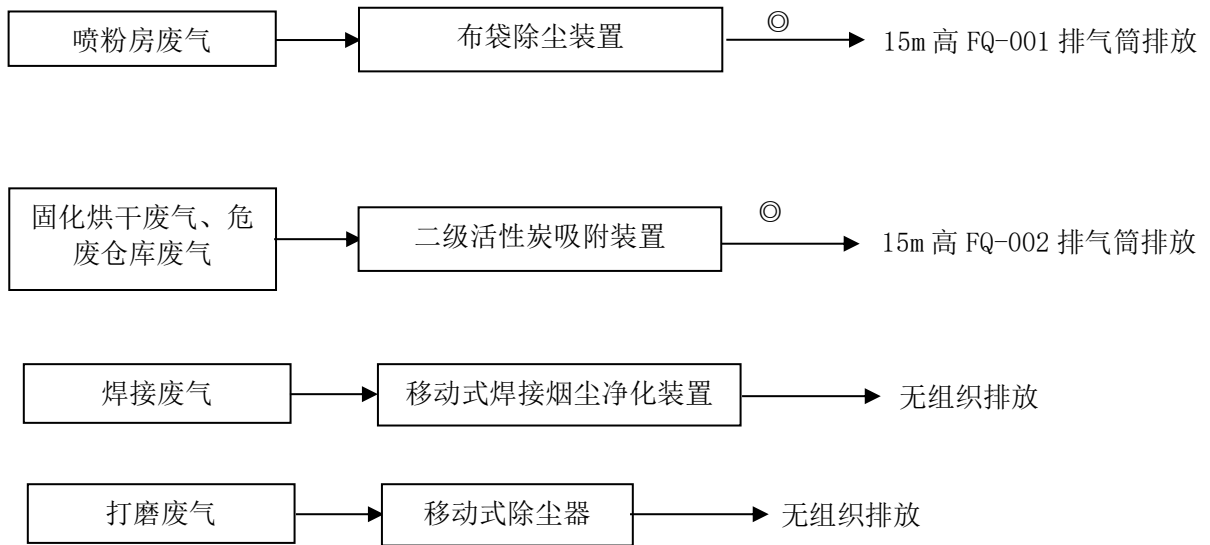 喷粉房废气
布袋除尘装置
◎
15m 高 FQ-001 排气筒排放
固化烘干废气、危
废仓库废气
二级活性炭吸附装置
◎
15m 高 FQ-002 排气筒排放
焊接废气
移动式焊接烟尘净化装置
无组织排放
打磨废气
移动式除尘器
无组织排放